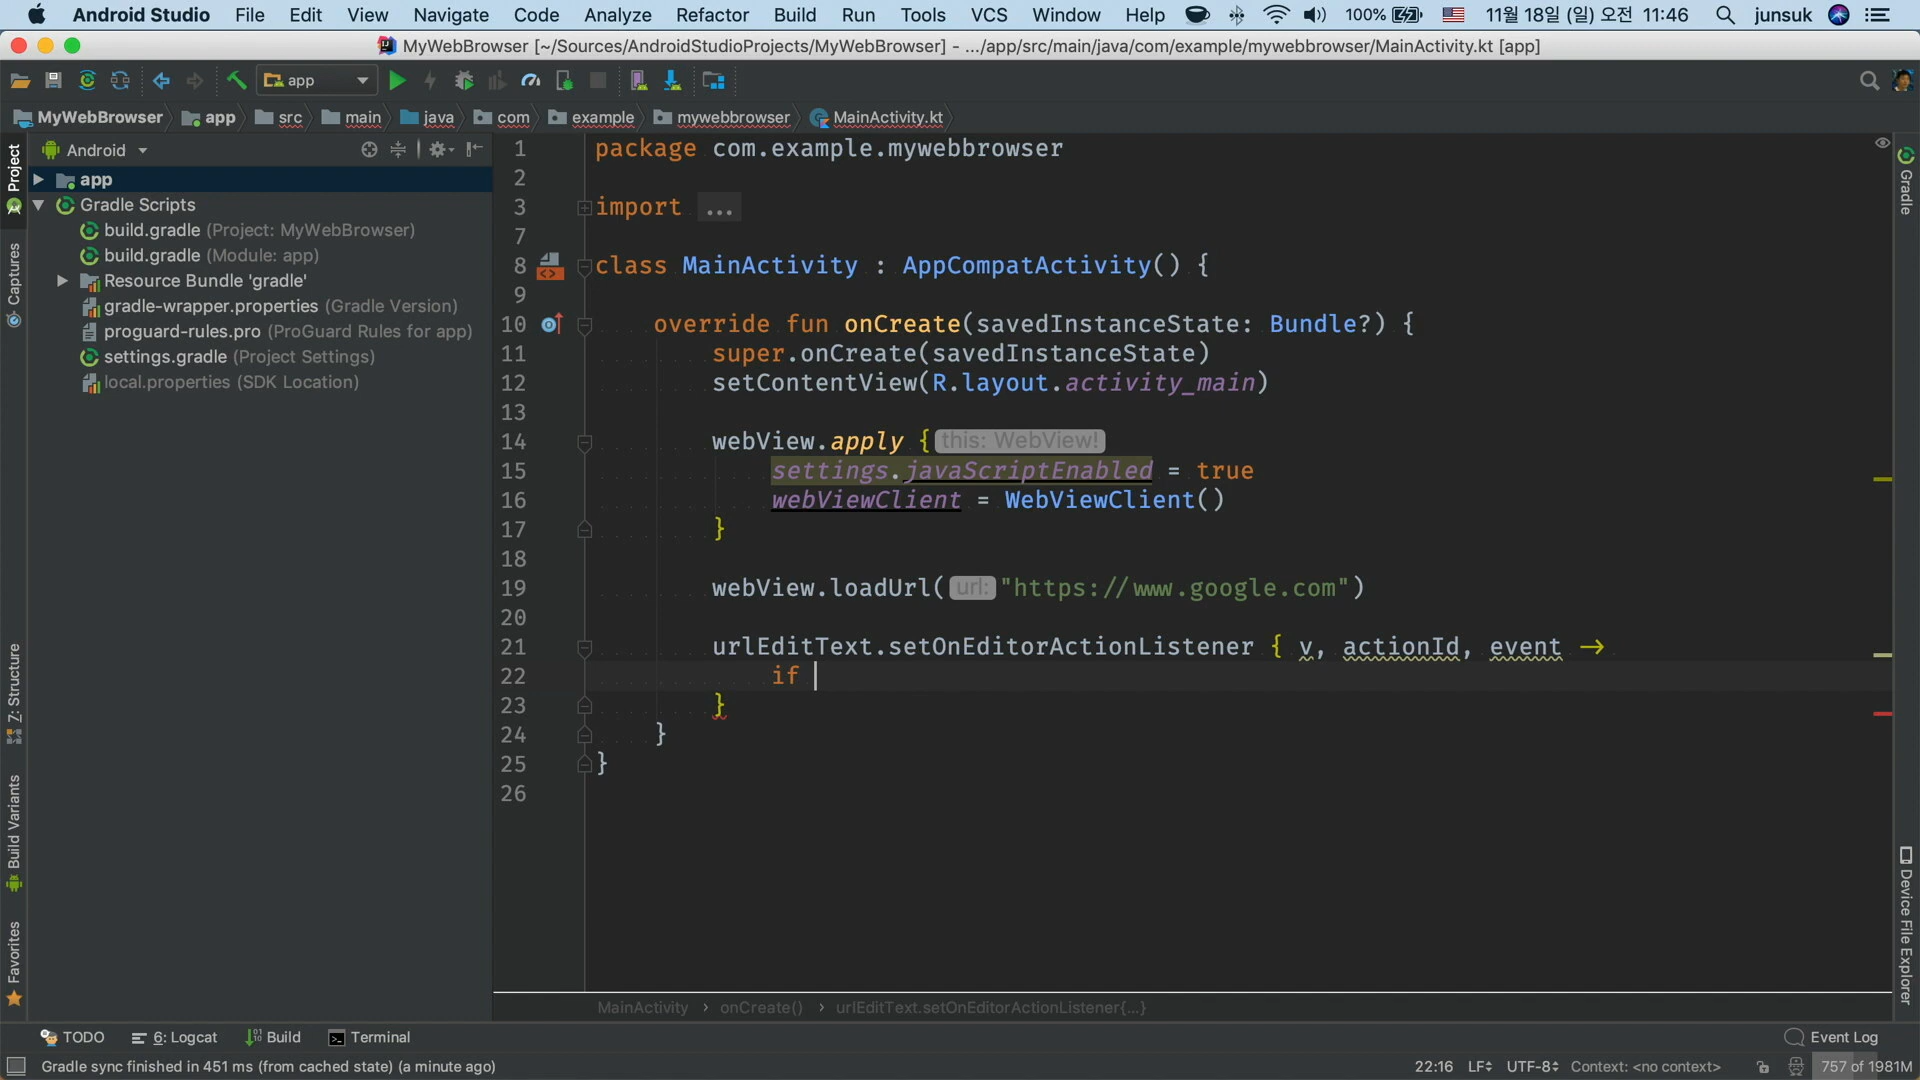 Android Studio File Edit View Navigate Code Analyze Refactor Build Run Tools VCS Window Help 100% 11월 18일 (일) 오전 11:46 junsuk
MyWebBrowser [~/Sources/AndroidStudioProjects/MyWebBrowser] - .../app/src/main/java/com/example/mywebbrowser/MainActivity.kt [app]
app
MyWebBrowser app src main java com example mywebbrowser MainActivity.kt
Project
Android
app
Gradle Scripts
build.gradle (Project: MyWebBrowser)
build.gradle (Module: app)
Resource Bundle 'gradle'
gradle-wrapper.properties (Gradle Version)
proguard-rules.pro (ProGuard Rules for app)
settings.gradle (Project Settings)
local.properties (SDK Location)
Captures
7: Structure
Build Variants
Favorites
1 package com.example.mywebbrowser
2
3 import ...
7
8 class MainActivity : AppCompatActivity() {
9
10 override fun onCreate(savedInstanceState: Bundle?) {
11 super.onCreate(savedInstanceState)
12 setContentView(R.layout.activity_main)
13
14 webView.apply { this: WebView!
15 settings.javaScriptEnabled = true
16 webViewClient = WebViewClient()
17 }
18
19 webView.loadUrl( url: "https://www.google.com")
20
21 urlEditText.setOnEditorActionListener { v, actionId, event →
22 if
23 }
24 }
25 }
26
Gradle
Device File Explorer
MainActivity › onCreate() › urlEditText.setOnEditorActionListener{...}
TODO 6: Logcat Build Terminal Event Log
Gradle sync finished in 451 ms (from cached state) (a minute ago) 22:16 LF UTF-8 Context: <no context> 757 of 1981M